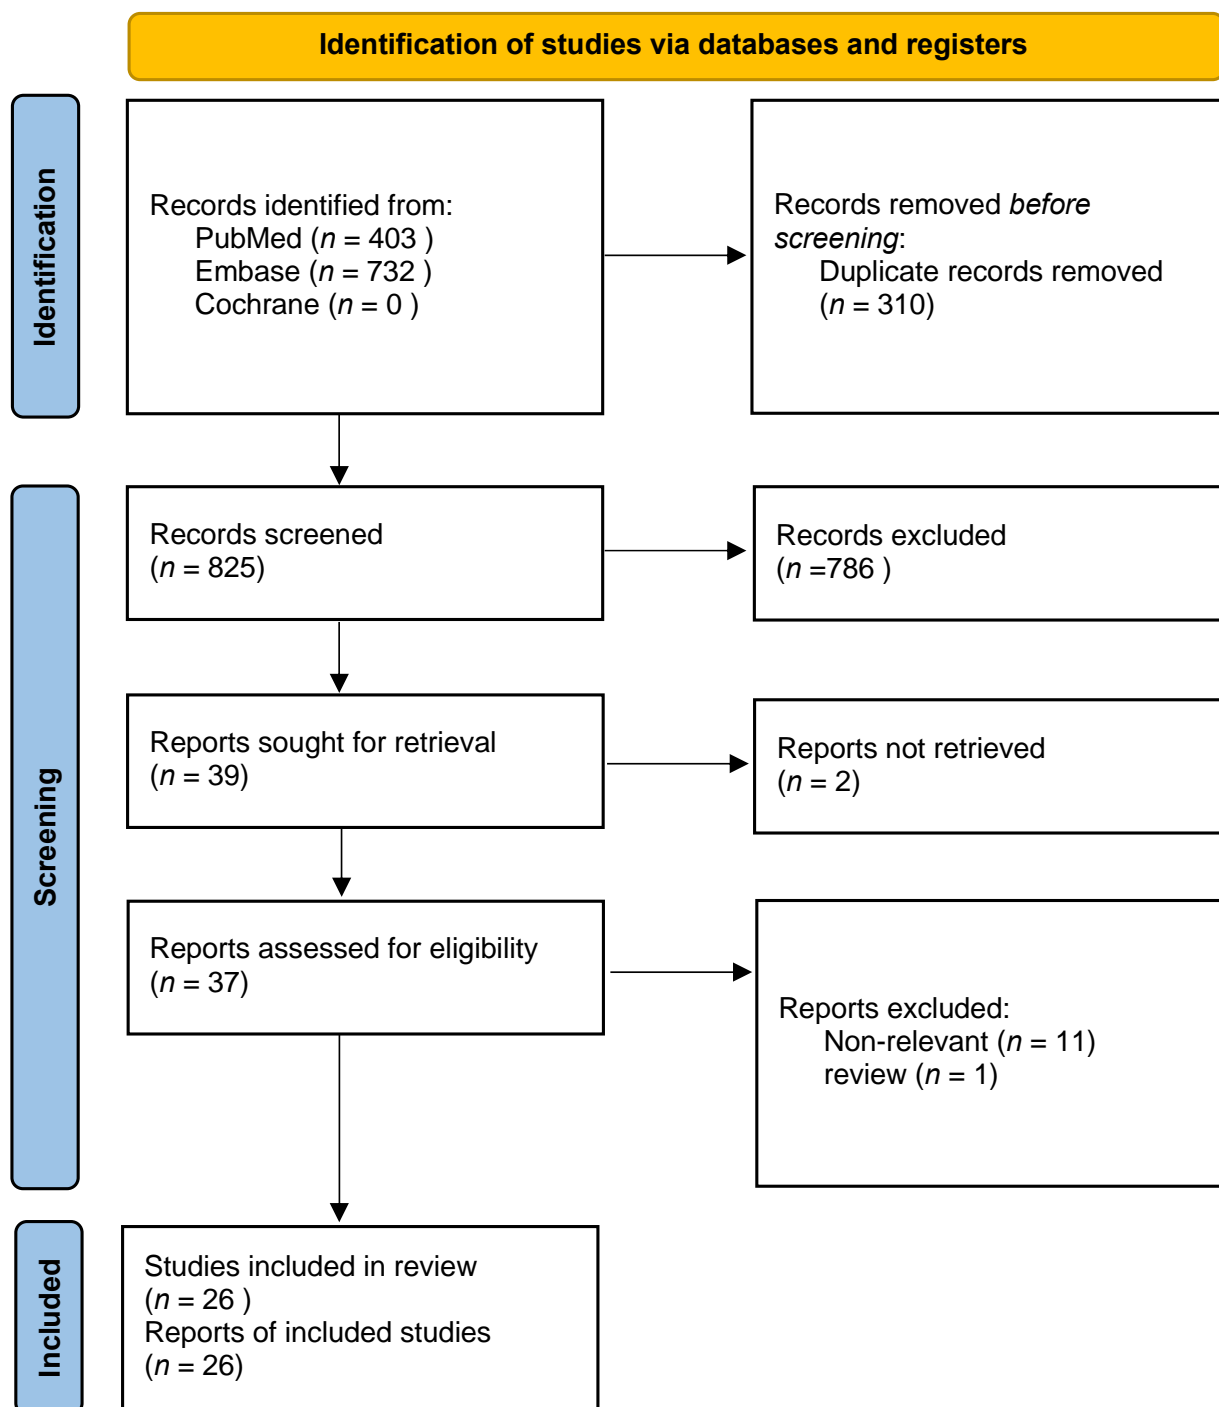 Identification of studies via databases and registers
Identification
Records identified from:
PubMed (n = 403 )
Embase (n = 732 )
Cochrane (n = 0 )
Records removed before
screening:
Duplicate records removed
(n = 310)
Screening
Records screened
(n = 825)
Records excluded
(n =786 )
Reports sought for retrieval
(n = 39)
Reports not retrieved
(n = 2)
Reports assessed for eligibility
(n = 37)
Reports excluded:
Non-relevant (n = 11)
review (n = 1)
Included
Studies included in review
(n = 26 )
Reports of included studies
(n = 26)